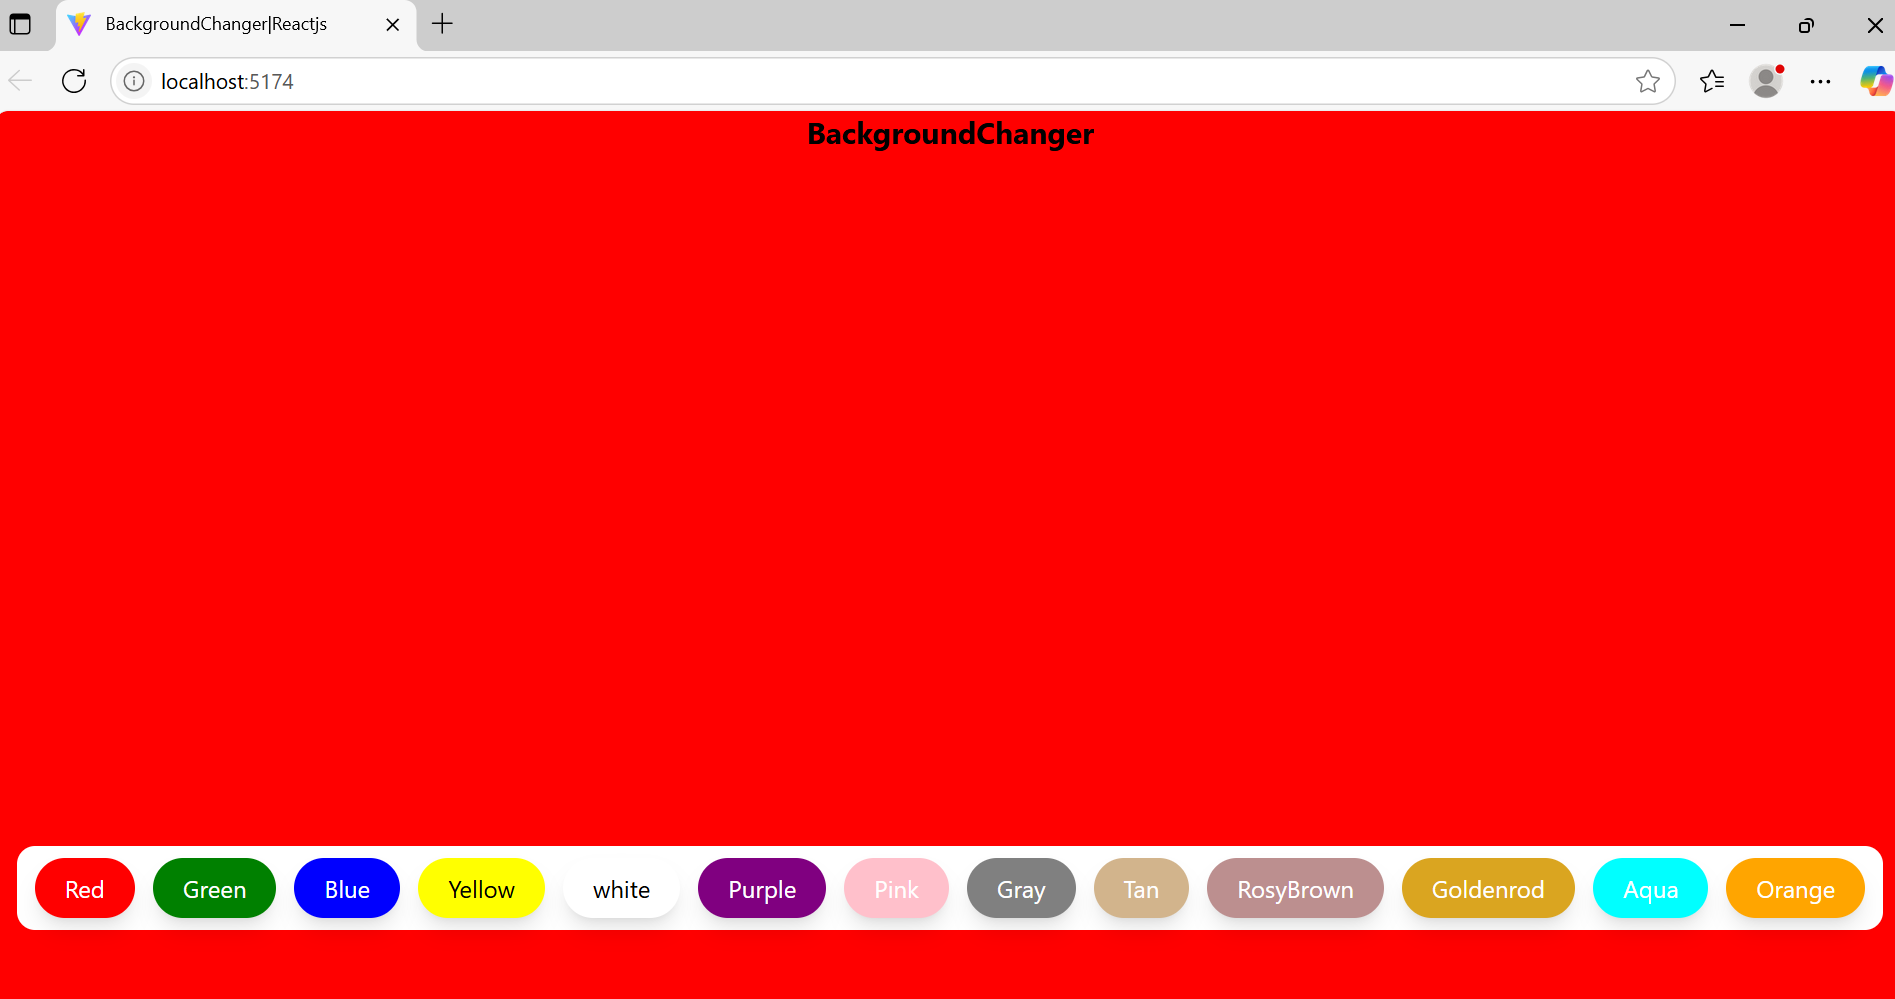 BackgroundChanger|Reactjs
localhost:5174
BackgroundChanger
Red Green Blue Yellow white Purple Pink Gray Tan RosyBrown Goldenrod Aqua Orange